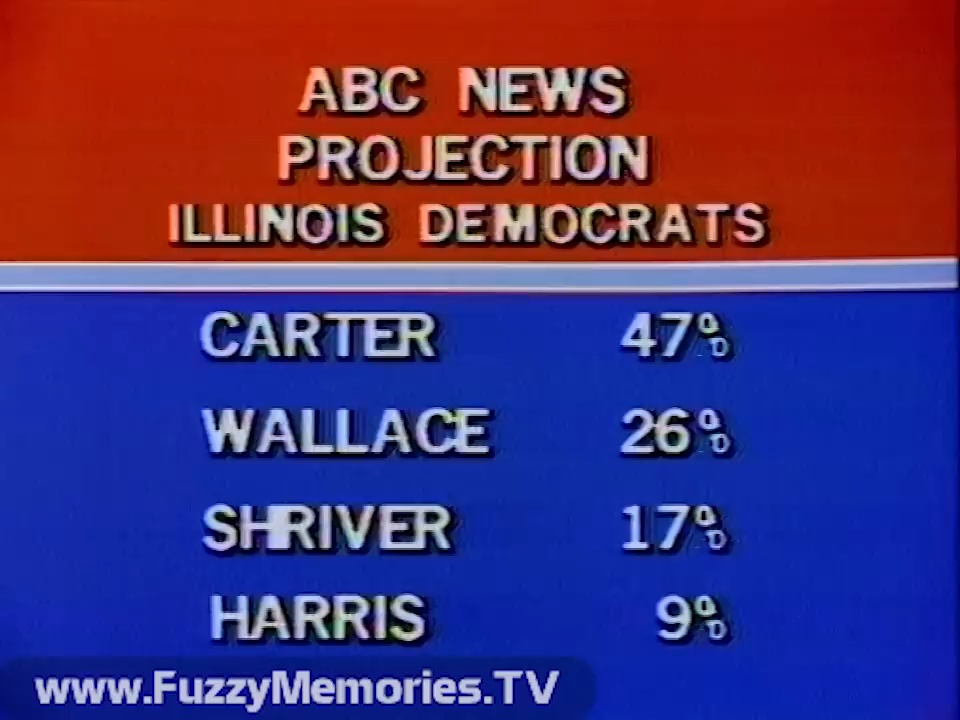 ABC NEWS
PROJECTION
ILLINOIS DEMOCRATS
CARTER 47%
WALLACE 26%
SHRIVER 17%
HARRIS 9%
www.FuzzyMemories.TV